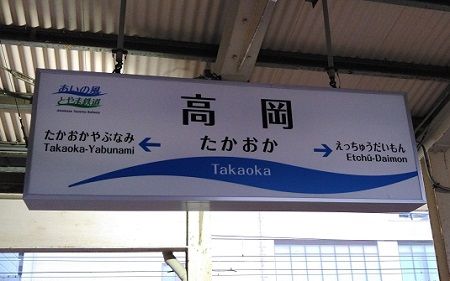 あいの風
とやま鉄道
高岡
たかおか
たかおかやぶなみ
Takaoka-Yabunami
えっちゅうだいもん
Etchū-Daimon
Takaoka